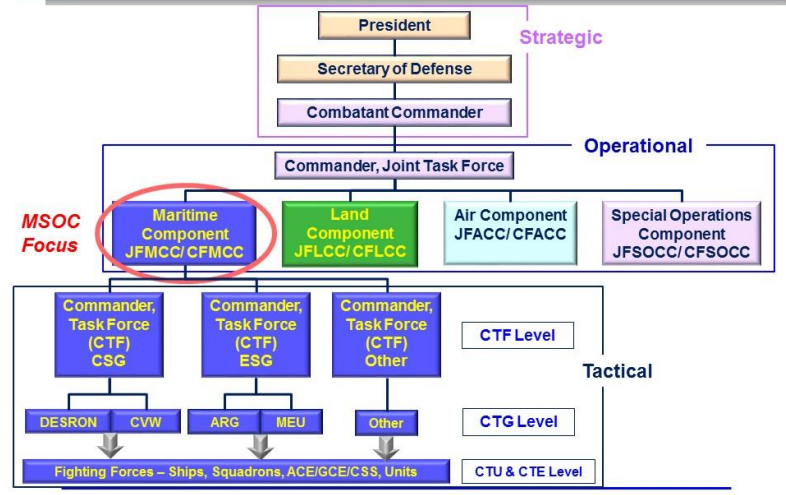 President
Strategic
Secretary of Defense
Combatant Commander
Operational
Commander, Joint Task Force
MSOC
Focus
Maritime
Component
JFMCC/ CFMCC
Land
Component
JFLCC/ CFLCC
Air Component
JFACC/ CFACC
Special Operations
Component
JFSOCC/ CFSOCC
Commander,
Task Force
(CTF)
CSG
Commander,
Task Force
(CTF)
ESG
Commander,
Task Force
(CTF)
Other
CTF Level
Tactical
DESRON
CVW
ARG
MEU
Other
CTG Level
Fighting Forces – Ships, Squadrons, ACE/GCE/CSS, Units
CTU & CTE Level